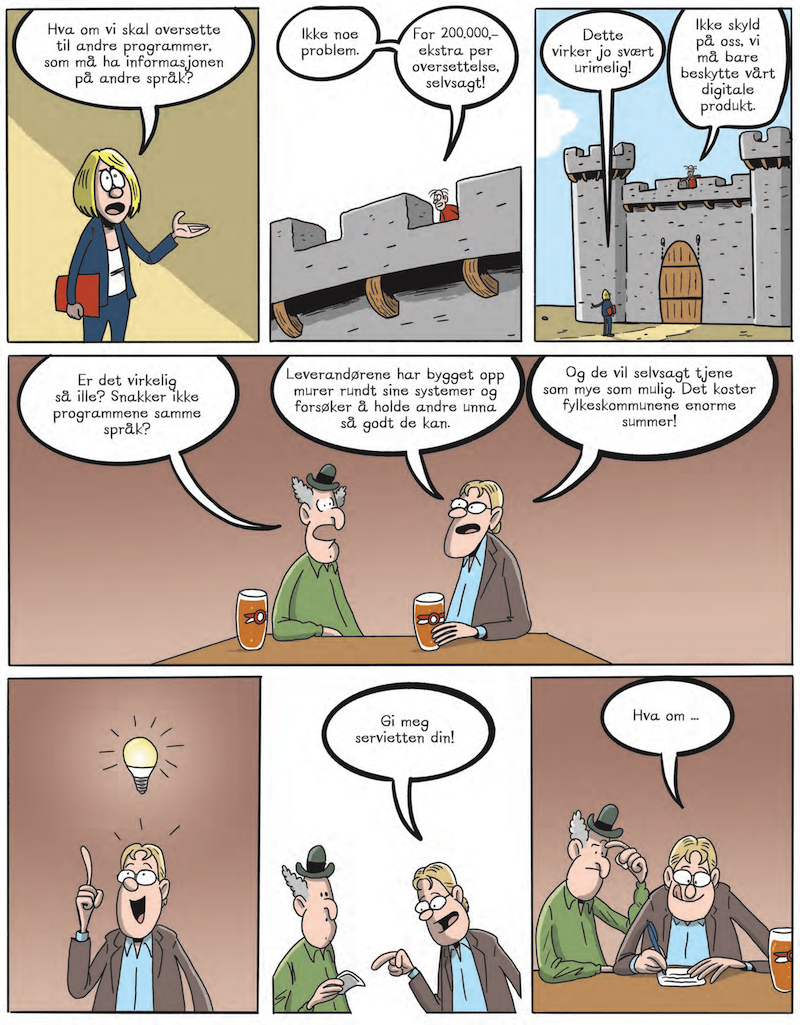 Hva om vi skal oversette
til andre programmer,
som må ha informasjonen
på andre språk?
Ikke noe
problem.
For 200.000,–
ekstra per
oversettelse,
selvsagt!
Dette
virker jo svært
urimelig!
Ikke skyld
på oss, vi
må bare
beskytte vårt
digitale
produkt.
Er det virkelig
så ille? Snakker ikke
programmene samme
språk?
Leverandørene har bygget opp
murer rundt sine systemer og
forsøker å holde andre unna
så godt de kan.
Og de vil selvsagt tjene
som mye som mulig. Det koster
fylkeskommunene enorme
summer!
Gi meg
servietten din!
Hva om ...